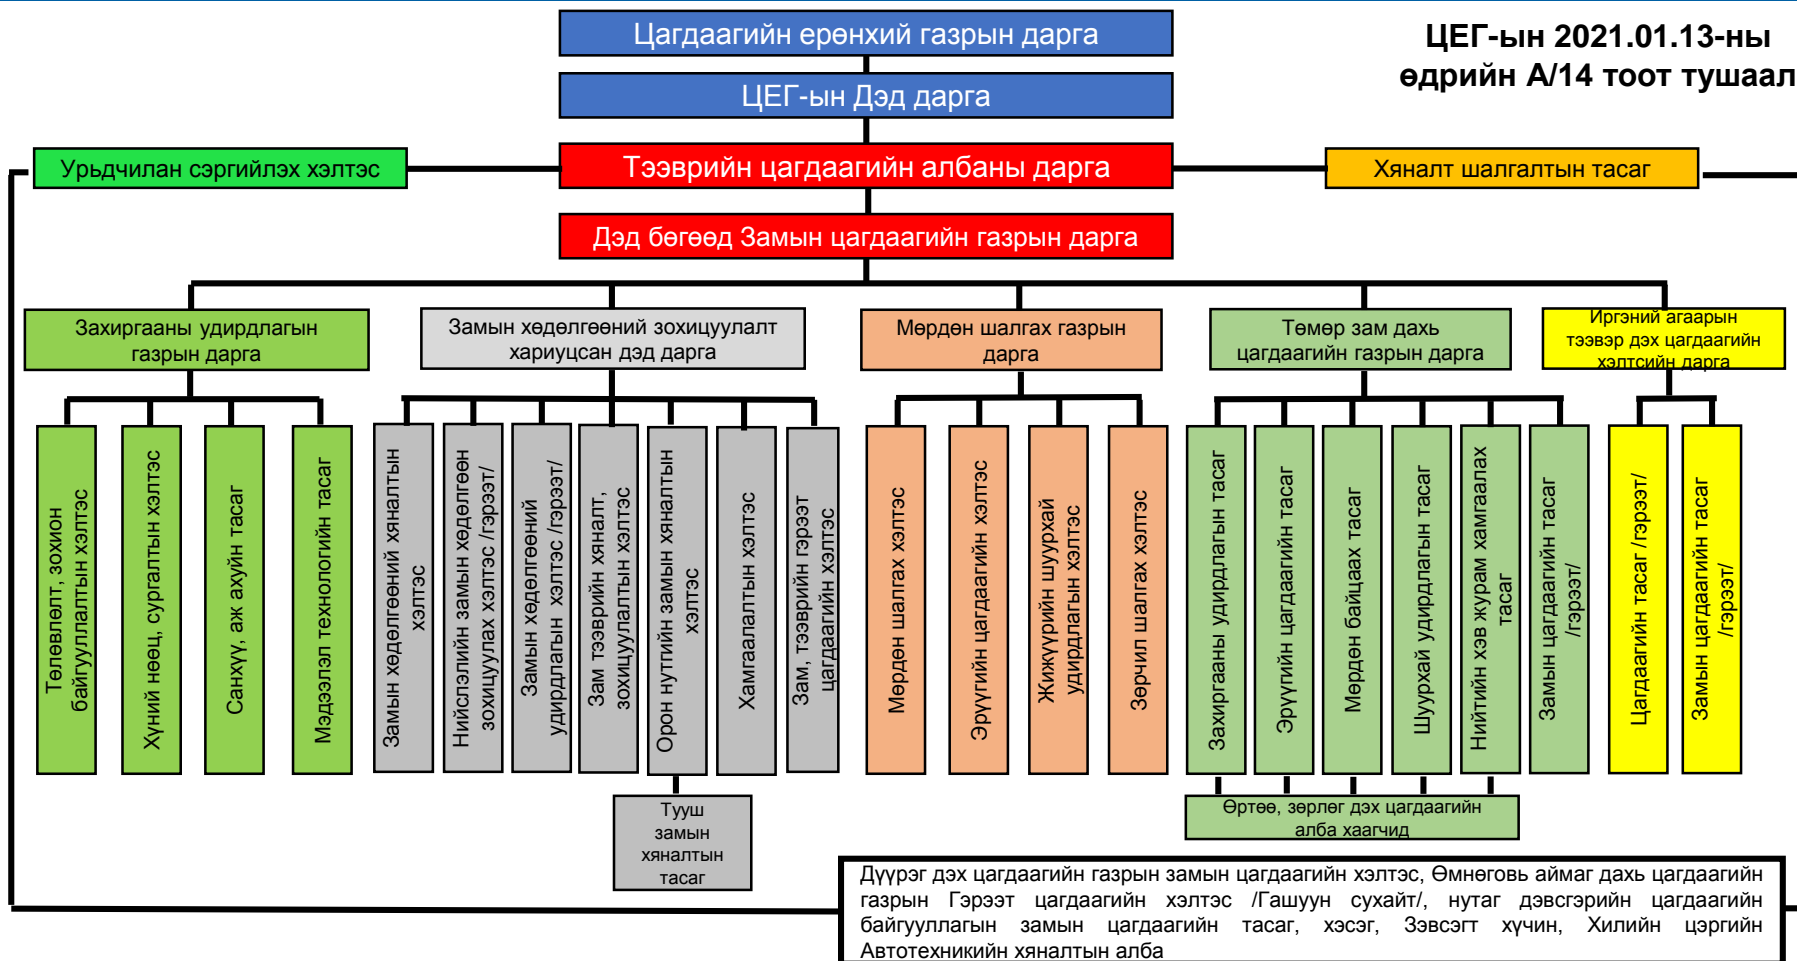 Цагдаагийн ерөнхий газрын дарга
ЦЕГ-ын 2021.01.13-ны
өдрийн А/14 тоот тушаал
ЦЕГ-ын Дэд дарга
Урьдчилан сэргийлэх хэлтэс
Тээврийн цагдаагийн албаны дарга
Хяналт шалгалтын тасаг
Дэд бөгөөд Замын цагдаагийн газрын дарга
Захиргааны удирдлагын
газрын дарга
Замын хөдөлгөөний зохицуулалт
хариуцсан дэд дарга
Мөрдөн шалгах газрын
дарга
Төмөр зам дахь
цагдаагийн газрын дарга
Иргэний агаарын
тээвэр дэх цагдаагийн
хэлтсийн дарга
Төлөвлөлт, зохион
байгууллалтын хэлтэс
Хүний нөөц, сургалтын хэлтэс
Санхүү, аж ахуйн тасаг
Мэдээлэл технологийн тасаг
Замын хөдөлгөөний хяналтын
хэлтэс
Нийслэлийн замын хөдөлгөөн
зохицуулах хэлтэс /гэрээт/
Замын хөдөлгөөний
удирдлагын хэлтэс /гэрээт/
Зам тээврийн хяналт,
зохицуулалтын хэлтэс
Орон нутгийн замын хяналтын
хэлтэс
Хамгаалалтын хэлтэс
Зам, тээврийн гэрээт
цагдаагийн хэлтэс
Мөрдөн шалгах хэлтэс
Эрүүгийн цагдаагийн хэлтэс
Жижүүрийн шуурхай
удирдлагын хэлтэс
Зөрчил шалгах хэлтэс
Захиргааны удирдлагын тасаг
Эрүүгийн цагдаагийн тасаг
Мөрдөн байцаах тасаг
Шуурхай удирдлагын тасаг
Нийтийн хэв журам хамгаалах
тасаг
Замын цагдаагийн тасаг
/гэрээт/
Цагдаагийн тасаг /гэрээт/
Замын цагдаагийн тасаг
/гэрээт/
Тууш
замын
хяналтын
тасаг
Өртөө, зөрлөг дэх цагдаагийн
алба хаагчид
Дүүрэг дэх цагдаагийн газрын замын цагдаагийн хэлтэс, Өмнөговь аймаг дахь цагдаагийн
газрын Гэрээт цагдаагийн хэлтэс /Гашуун сухайт/, нутаг дэвсгэрийн цагдаагийн
байгууллагын замын цагдаагийн тасаг, хэсэг, Зэвсэгт хүчин, Хилийн цэргийн
Автотехникийн хяналтын алба